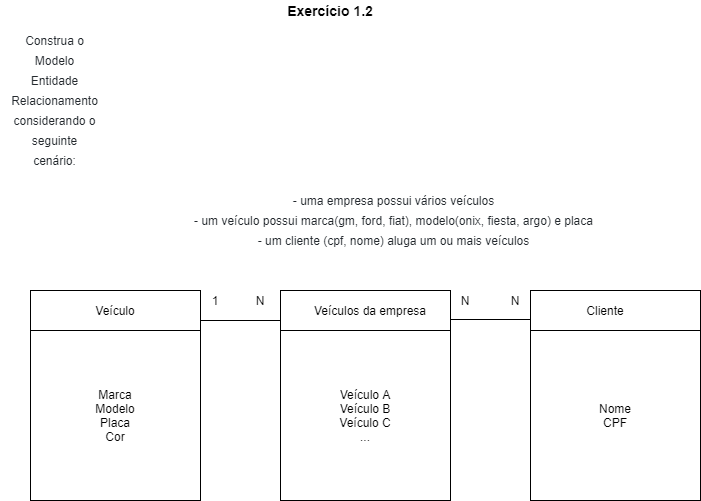 Exercício 1.2
Construa o
Modelo
Entidade
Relacionamento
considerando o
seguinte
cenário:
- uma empresa possui vários veículos
- um veículo possui marca(gm, ford, fiat), modelo(onix, fiesta, argo) e placa
- um cliente (cpf, nome) aluga um ou mais veículos
Veículo
1 N
Veículos da empresa
N N
Cliente
Marca
Modelo
Placa
Cor
Veículo A
Veículo B
Veículo C
...
Nome
CPF